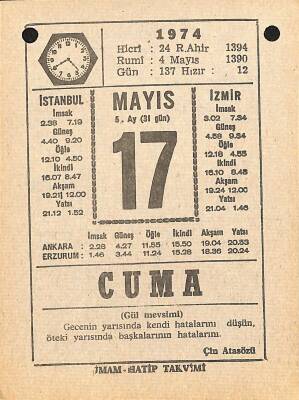 1974
Hicri : 24 R.Ahir 1394
Rumî : 4 Mayıs 1390
Gün : 137 Hızır : 12
İSTANBUL
İmsak
2.38 7.19
Güneş
4.40 9.20
Öğle
12.10 4.50
İkindi
16.07 8.47
Akşam
19.21 12.00
Yatsı
21.12 1.52
MAYIS
5. Ay (31 gün)
17
İZMİR
İmsak
3.02 7.34
Güneş
4.58 9.34
Öğle
12.18 4.55
İkindi
16.10 8.48
Akşam
19.24 12.00
Yatsı
21.04 1.46
İmsak Güneş Öğle İkindi Akşam Yatsı
ANKARA : 2.28 4.27 11.55 15.50 19.04 20.53
ERZURUM : 1.46 3.44 11.24 15.28 18.36 20.24
CUMA
(Gül mevsimi)
Gecenin yarısında kendi hatalarını düşün,
öteki yarısında başkalarının hatalarını.
Çin Atasözü
İMAM-HATİP TAKVİMİ